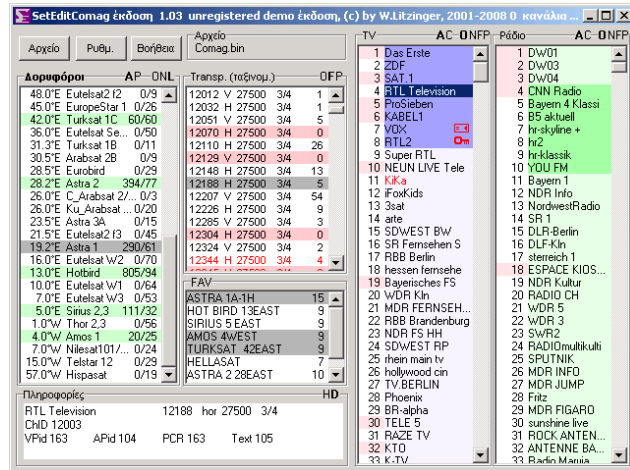 SetEditComag έκδοση 1.03 unregistered demo έκδοση, (c) by W.Litzinger, 2001-2008 0 κανάλια ...
Αρχείο Ρυθμ. Βοήθεια
Αρχείο
Comag.bin
Δορυφόροι AP ONL
48.0°E Eutelsat2 f2 0/9
45.0°E EuropeStar 1 0/26
42.0°E Turksat 1C 60/60
36.0°E Eutelsat Se... 0/50
31.3°E Turksat 1B 0/11
30.5°E Arabsat 2B 0/9
28.5°E Eurobird 0/29
28.2°E Astra 2 394/77
26.0°E C_Arabsat 2/... 0/3
26.0°E Ku_Arabsat ... 0/20
23.5°E Astra 3A 0/15
21.5°E Eutelsat2 f3 0/45
19.2°E Astra 1 290/61
16.0°E Eutelsat W2 0/70
13.0°E Hotbird 805/94
10.0°E Eutelsat W1 0/64
7.0°E Eutelsat W3 0/53
5.0°E Sirius 2,3 111/32
1.0°W Thor 2,3 0/56
4.0°W Amos 1 20/25
7.0°W Nilesat101/... 0/24
15.0°W Telstar 12 0/29
57.0°W Hispasat 0/19
Transp. (ταξινομ.) OFP
12012 V 27500 3/4 1
12032 H 27500 3/4 1
12051 V 27500 3/4 5
12070 H 27500 3/4 0
12110 H 27500 3/4 26
12129 V 27500 3/4 0
12148 H 27500 3/4 13
12188 H 27500 3/4 5
12207 V 27500 3/4 54
12226 H 27500 3/4 9
12285 V 27500 3/4 3
12304 H 27500 3/4 0
12324 V 27500 3/4 2
12344 H 27500 3/4 4
FAV
ASTRA 1A-1H 15
HOT BIRD 13EAST 9
SIRIUS 5 EAST 9
AMOS 4WEST 9
TURKSAT 42EAST 9
HELLASAT 7
ASTRA 2 28EAST 10
Πληροφορίες HD
RTL Television 12188 hor 27500 3/4
ChID 12003
VPid 163 APid 104 PCR 163 Text 105
TV AC ONFP
1 Das Erste
2 ZDF
3 SAT.1
4 RTL Television
5 ProSieben
6 KABEL1
7 VOX
8 RTL2
9 Super RTL
10 NEUN LIVE Tele
11 KiKa
12 iFoxKids
13 3sat
14 arte
15 SDWEST BW
16 SR Fernsehen S
17 RBB Berlin
18 hessen fernsehe
19 Bayerisches FS
20 WDR Kln
21 MDR FERNSEH...
22 RBB Brandenburg
23 NDR FS HH
24 SDWEST RP
25 rhein main tv
26 hollywood cin
27 TV.BERLIN
28 Phoenix
29 BR-alpha
30 TELE 5
31 RAZE TV
32 KTO
33 K-TV
Ράδιο AC ONFP
1 DW01
2 DW03
3 DW04
4 CNN Radio
5 Bayern 4 Klassi
6 B5 aktuell
7 hr-skyline +
8 hr2
9 hr-klassik
10 YOU FM
11 Bayern 1
12 NDR Info
13 NordwestRadio
14 SR 1
15 DLR-Berlin
16 DLF-Kln
17 sterreich 1
18 ESPACE KIOS...
19 NDR Kultur
20 RADIO CH
21 WDR 5
22 WDR 3
23 SWR2
24 RADIOmultikulti
25 SPUTNIK
26 MDR INFO
27 MDR JUMP
28 Fritz
29 MDR FIGARO
30 sunshine live
31 ROCK ANTEN...
32 ANTENNE BA...
33 Radio Maruja